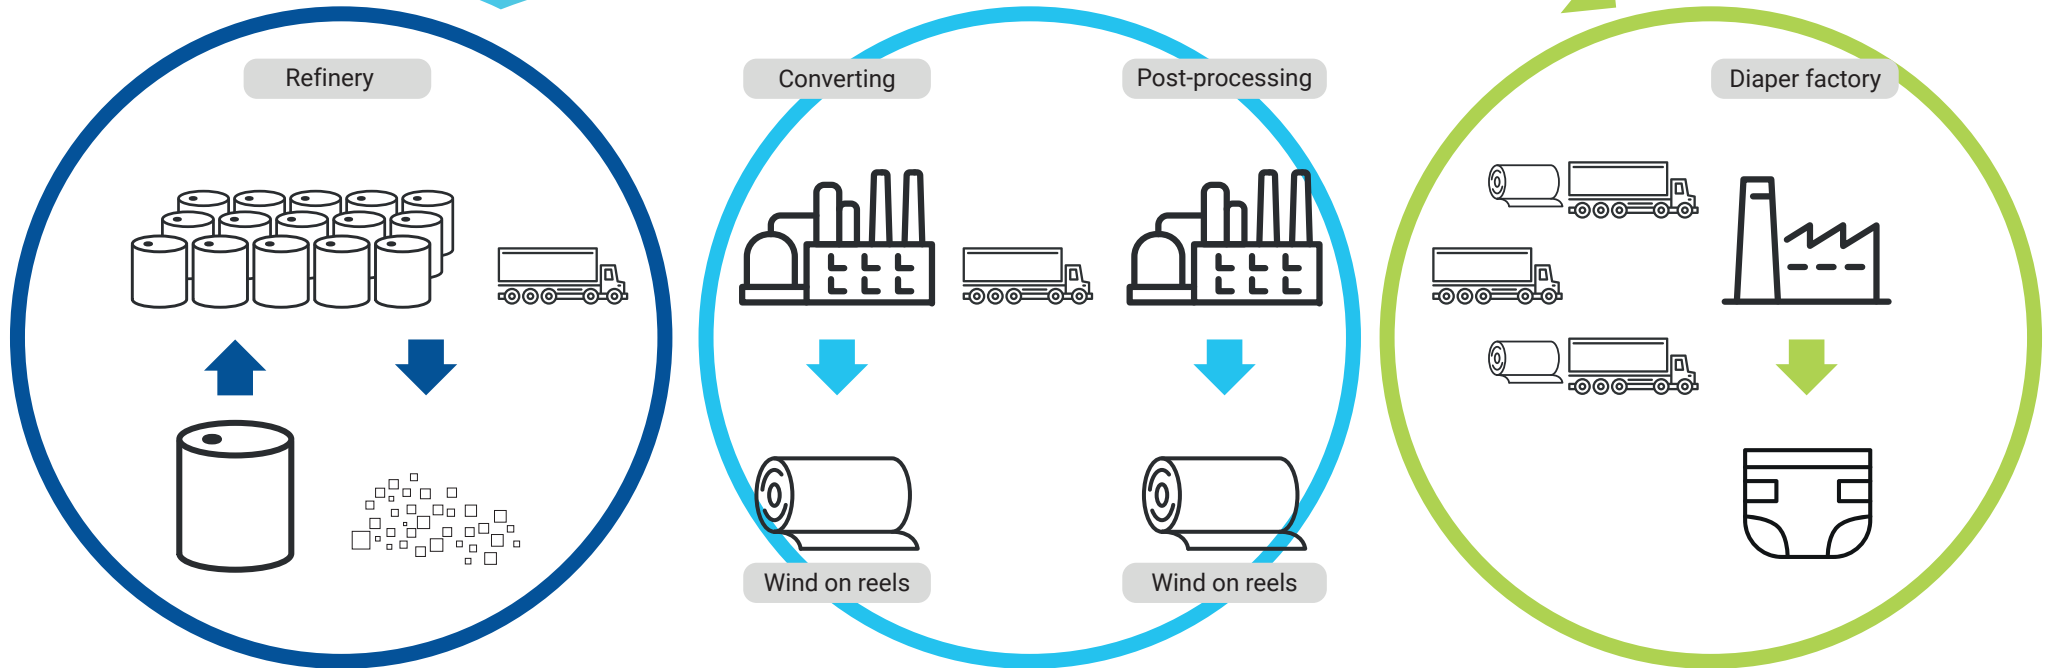 Refinery
Converting
Post-processing
Diaper factory
Wind on reels
Wind on reels